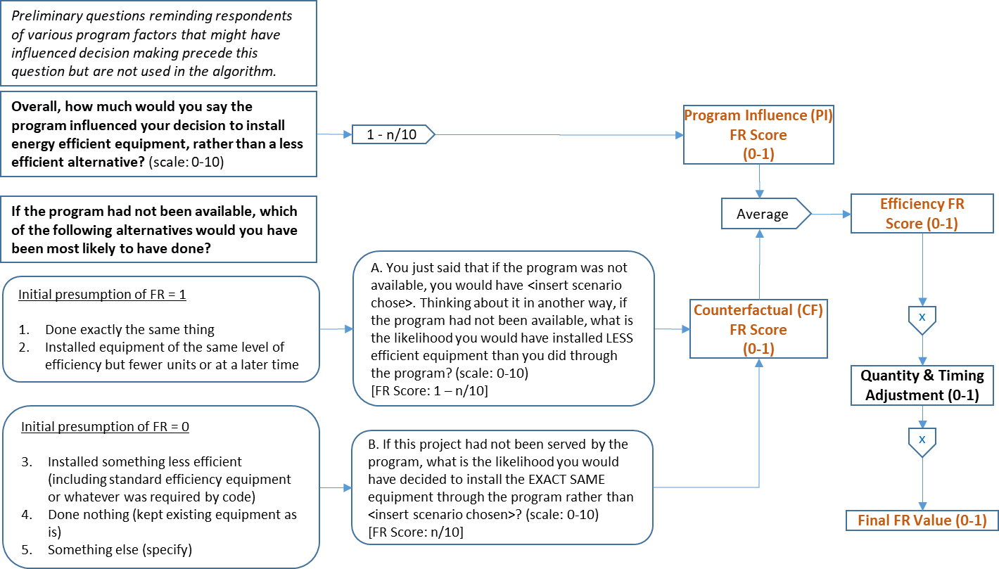 Preliminary questions reminding respondents
of various program factors that might have
influenced decision making precede this
question but are not used in the algorithm.
Overall, how much would you say the
program influenced your decision to install
energy efficient equipment, rather than a less
efficient alternative? (scale: 0-10)
1 - n/10
Program Influence (PI)
FR Score
(0-1)
If the program had not been available, which
of the following alternatives would you have
been most likely to have done?
Average
Efficiency FR
Score (0-1)
Initial presumption of FR = 1
1. Done exactly the same thing
2. Installed equipment of the same level of
efficiency but fewer units or at a later time
A. You just said that if the program was not
available, you would have <insert scenario
chose>. Thinking about it in another way, if
the program had not been available, what is
the likelihood you would have installed LESS
efficient equipment than you did through
the program? (scale: 0-10)
[FR Score: 1 – n/10]
Counterfactual (CF)
FR Score
(0-1)
x
Quantity & Timing
Adjustment (0-1)
x
Initial presumption of FR = 0
3. Installed something less efficient
(including standard efficiency equipment
or whatever was required by code)
4. Done nothing (kept existing equipment as
is)
5. Something else (specify)
B. If this project had not been served by the
program, what is the likelihood you would
have decided to install the EXACT SAME
equipment through the program rather than
<insert scenario chosen>? (scale: 0-10)
[FR Score: n/10]
Final FR Value (0-1)